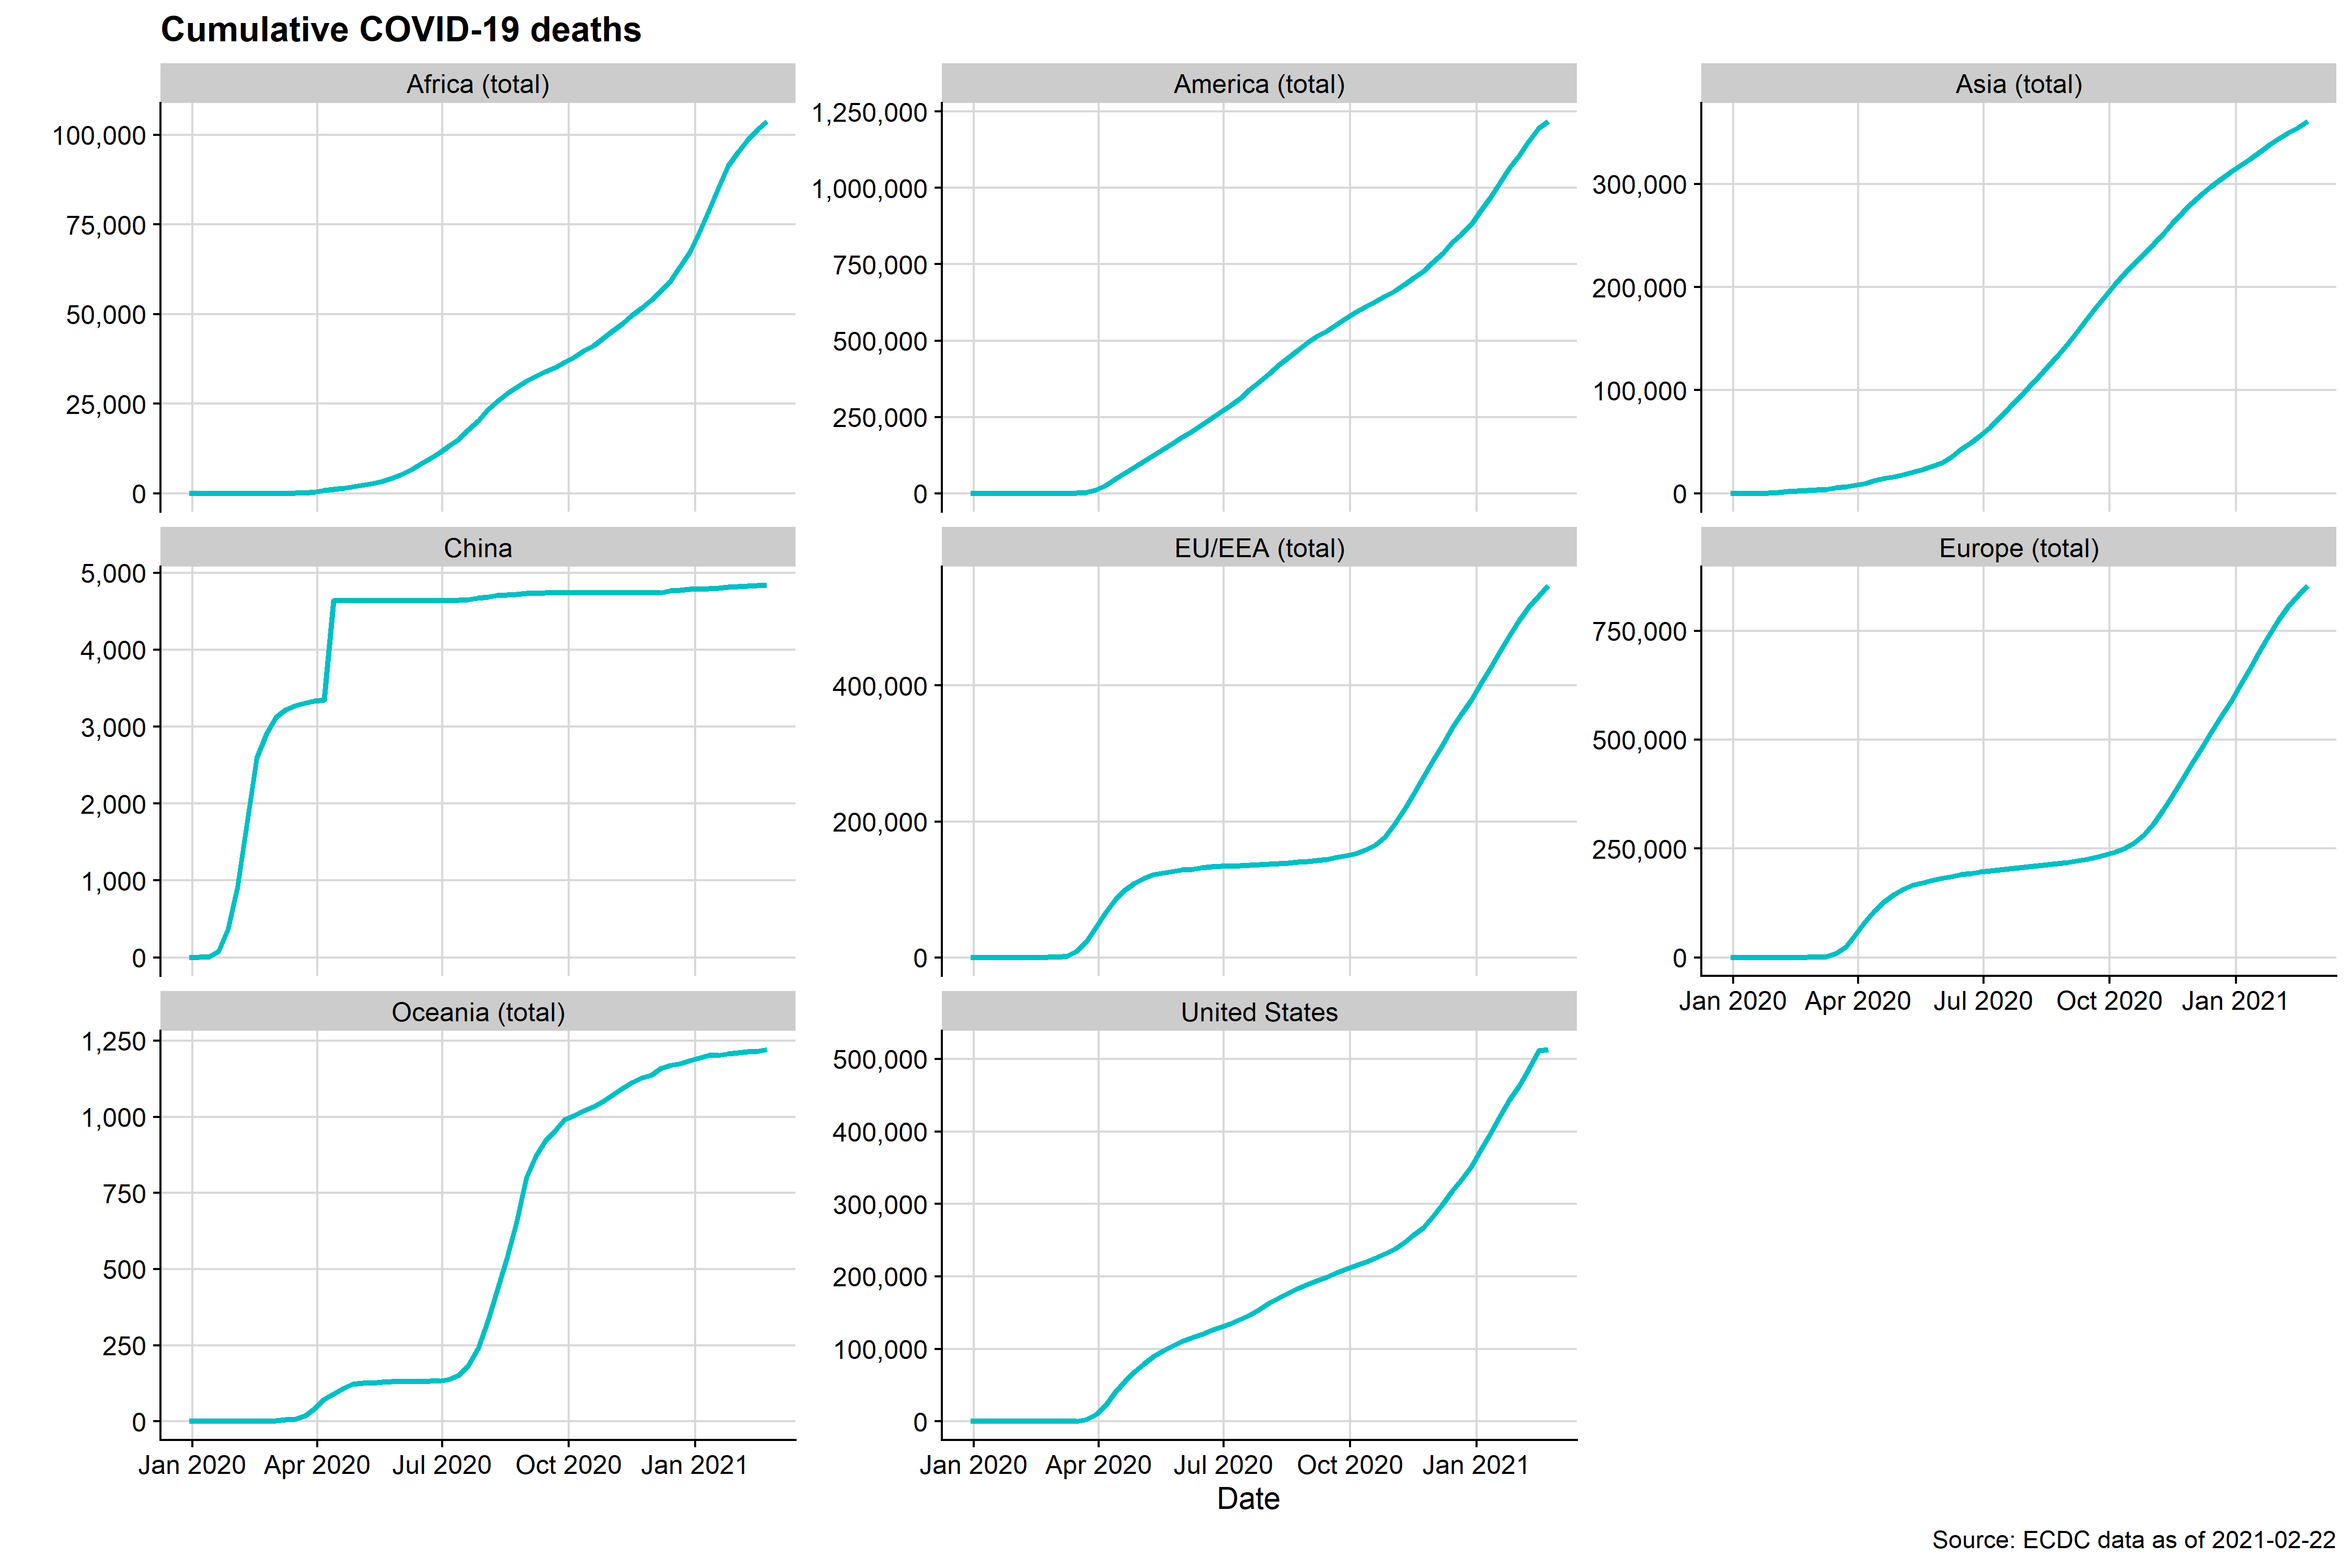 Cumulative COVID-19 deaths
Africa (total)
100,000
75,000
50,000
25,000
0
America (total)
1,250,000
1,000,000
750,000
500,000
250,000
0
Asia (total)
300,000
200,000
100,000
0
China
5,000
4,000
3,000
2,000
1,000
0
EU/EEA (total)
400,000
200,000
0
Europe (total)
750,000
500,000
250,000
0
Jan 2020 Apr 2020 Jul 2020 Oct 2020 Jan 2021
Oceania (total)
1,250
1,000
750
500
250
0
Jan 2020 Apr 2020 Jul 2020 Oct 2020 Jan 2021
United States
500,000
400,000
300,000
200,000
100,000
0
Jan 2020 Apr 2020 Jul 2020 Oct 2020 Jan 2021
Date
Source: ECDC data as of 2021-02-22